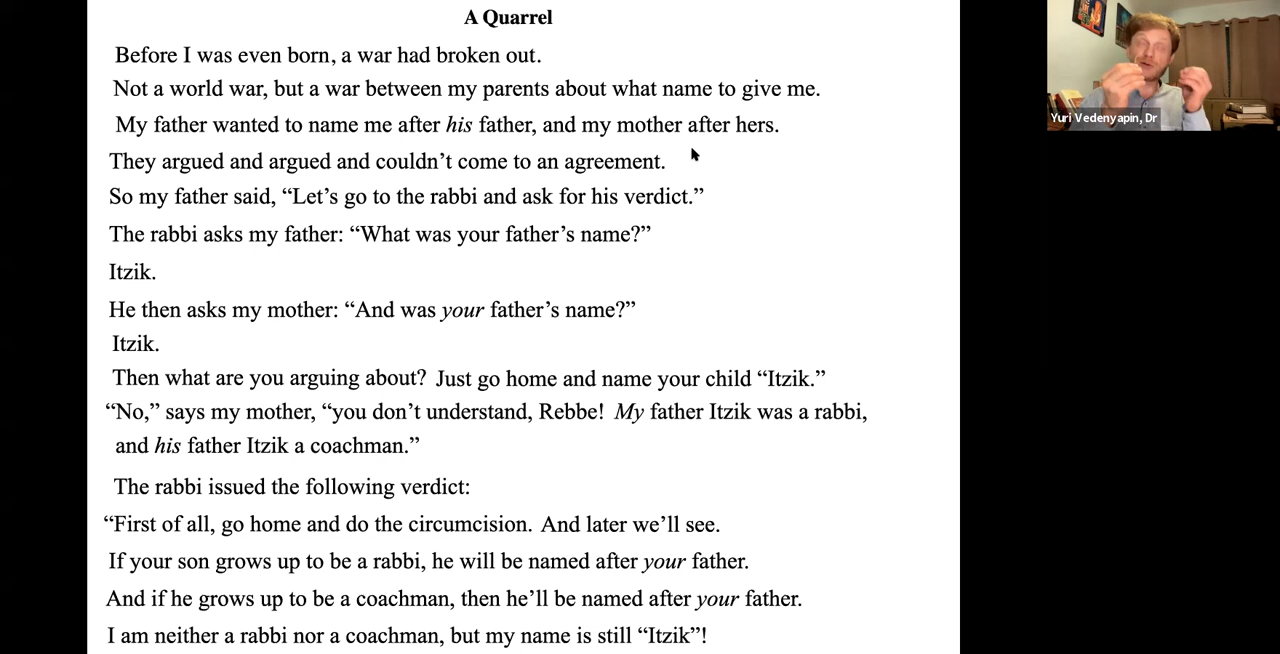 A Quarrel
Before I was even born, a war had broken out.
Not a world war, but a war between my parents about what name to give me.
My father wanted to name me after his father, and my mother after hers.
They argued and argued and couldn’t come to an agreement.
So my father said, “Let’s go to the rabbi and ask for his verdict.”
The rabbi asks my father: “What was your father’s name?”
Itzik.
He then asks my mother: “And was your father’s name?”
Itzik.
Then what are you arguing about? Just go home and name your child “Itzik.”
“No,” says my mother, “you don’t understand, Rebbe! My father Itzik was a rabbi,
and his father Itzik a coachman.”
The rabbi issued the following verdict:
“First of all, go home and do the circumcision. And later we’ll see.
If your son grows up to be a rabbi, he will be named after your father.
And if he grows up to be a coachman, then he’ll be named after your father.
I am neither a rabbi nor a coachman, but my name is still “Itzik”!
Yuri Vedenyapin, Dr